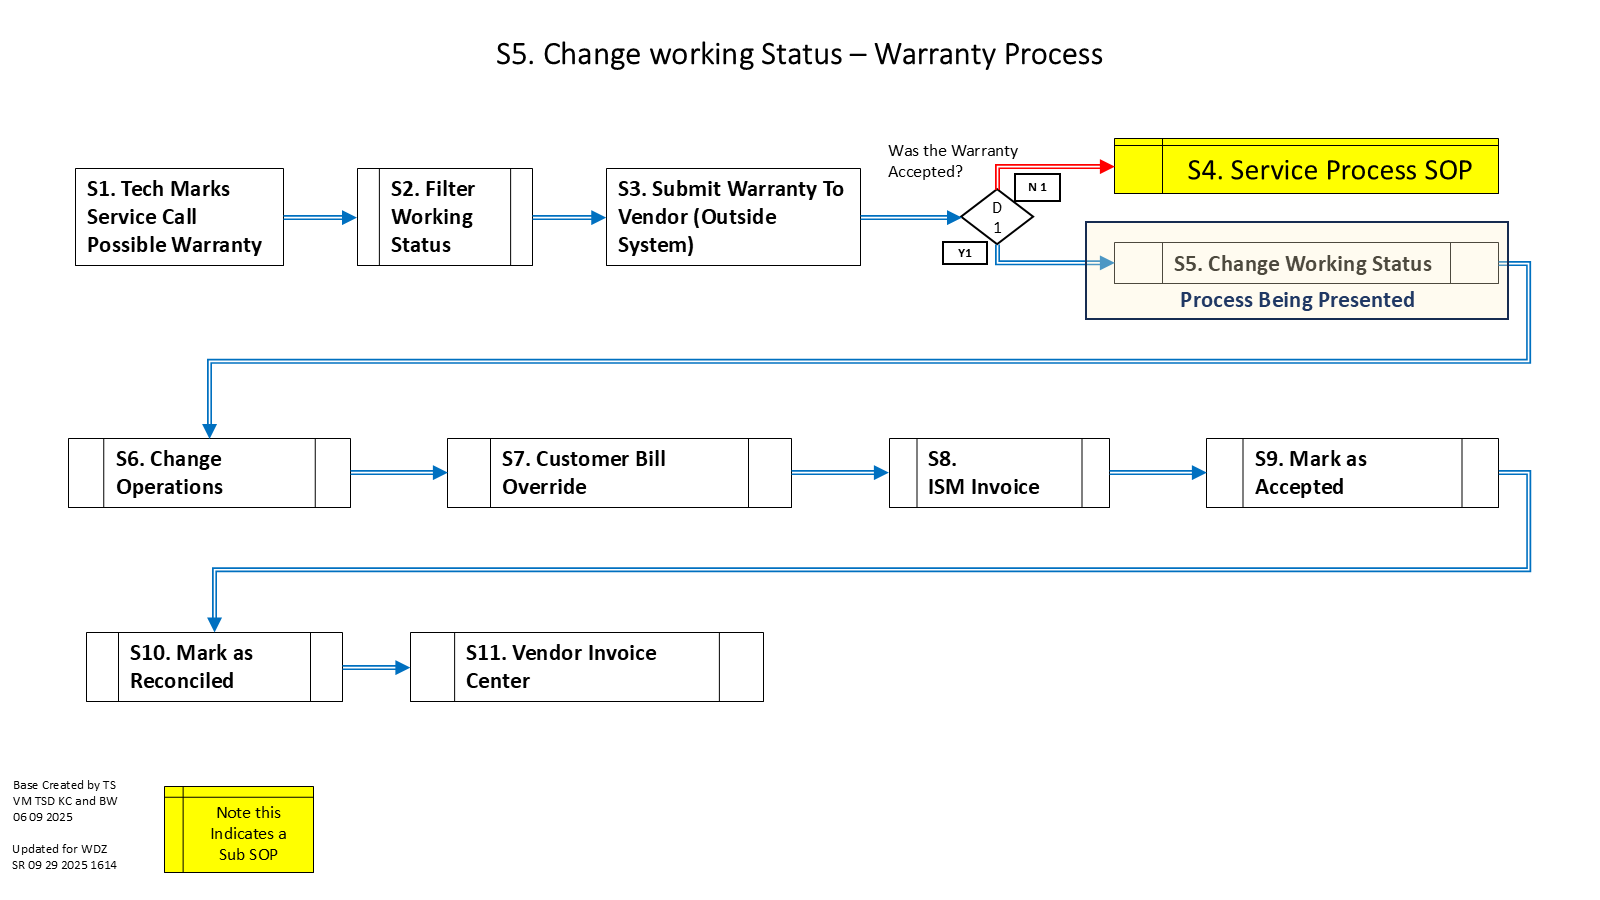 S5. Change working Status – Warranty Process
S1. Tech Marks
Service Call
Possible Warranty
S2. Filter
Working
Status
S3. Submit Warranty To
Vendor (Outside
System)
Was the Warranty
Accepted?
D
1
N 1
Y1
S4. Service Process SOP
S5. Change Working Status
Process Being Presented
S6. Change
Operations
S7. Customer Bill
Override
S8.
ISM Invoice
S9. Mark as
Accepted
S10. Mark as
Reconciled
S11. Vendor Invoice
Center
Base Created by TS
VM TSD KC and BW
06 09 2025
Updated for WDZ
SR 09 29 2025 1614
Note this
Indicates a
Sub SOP